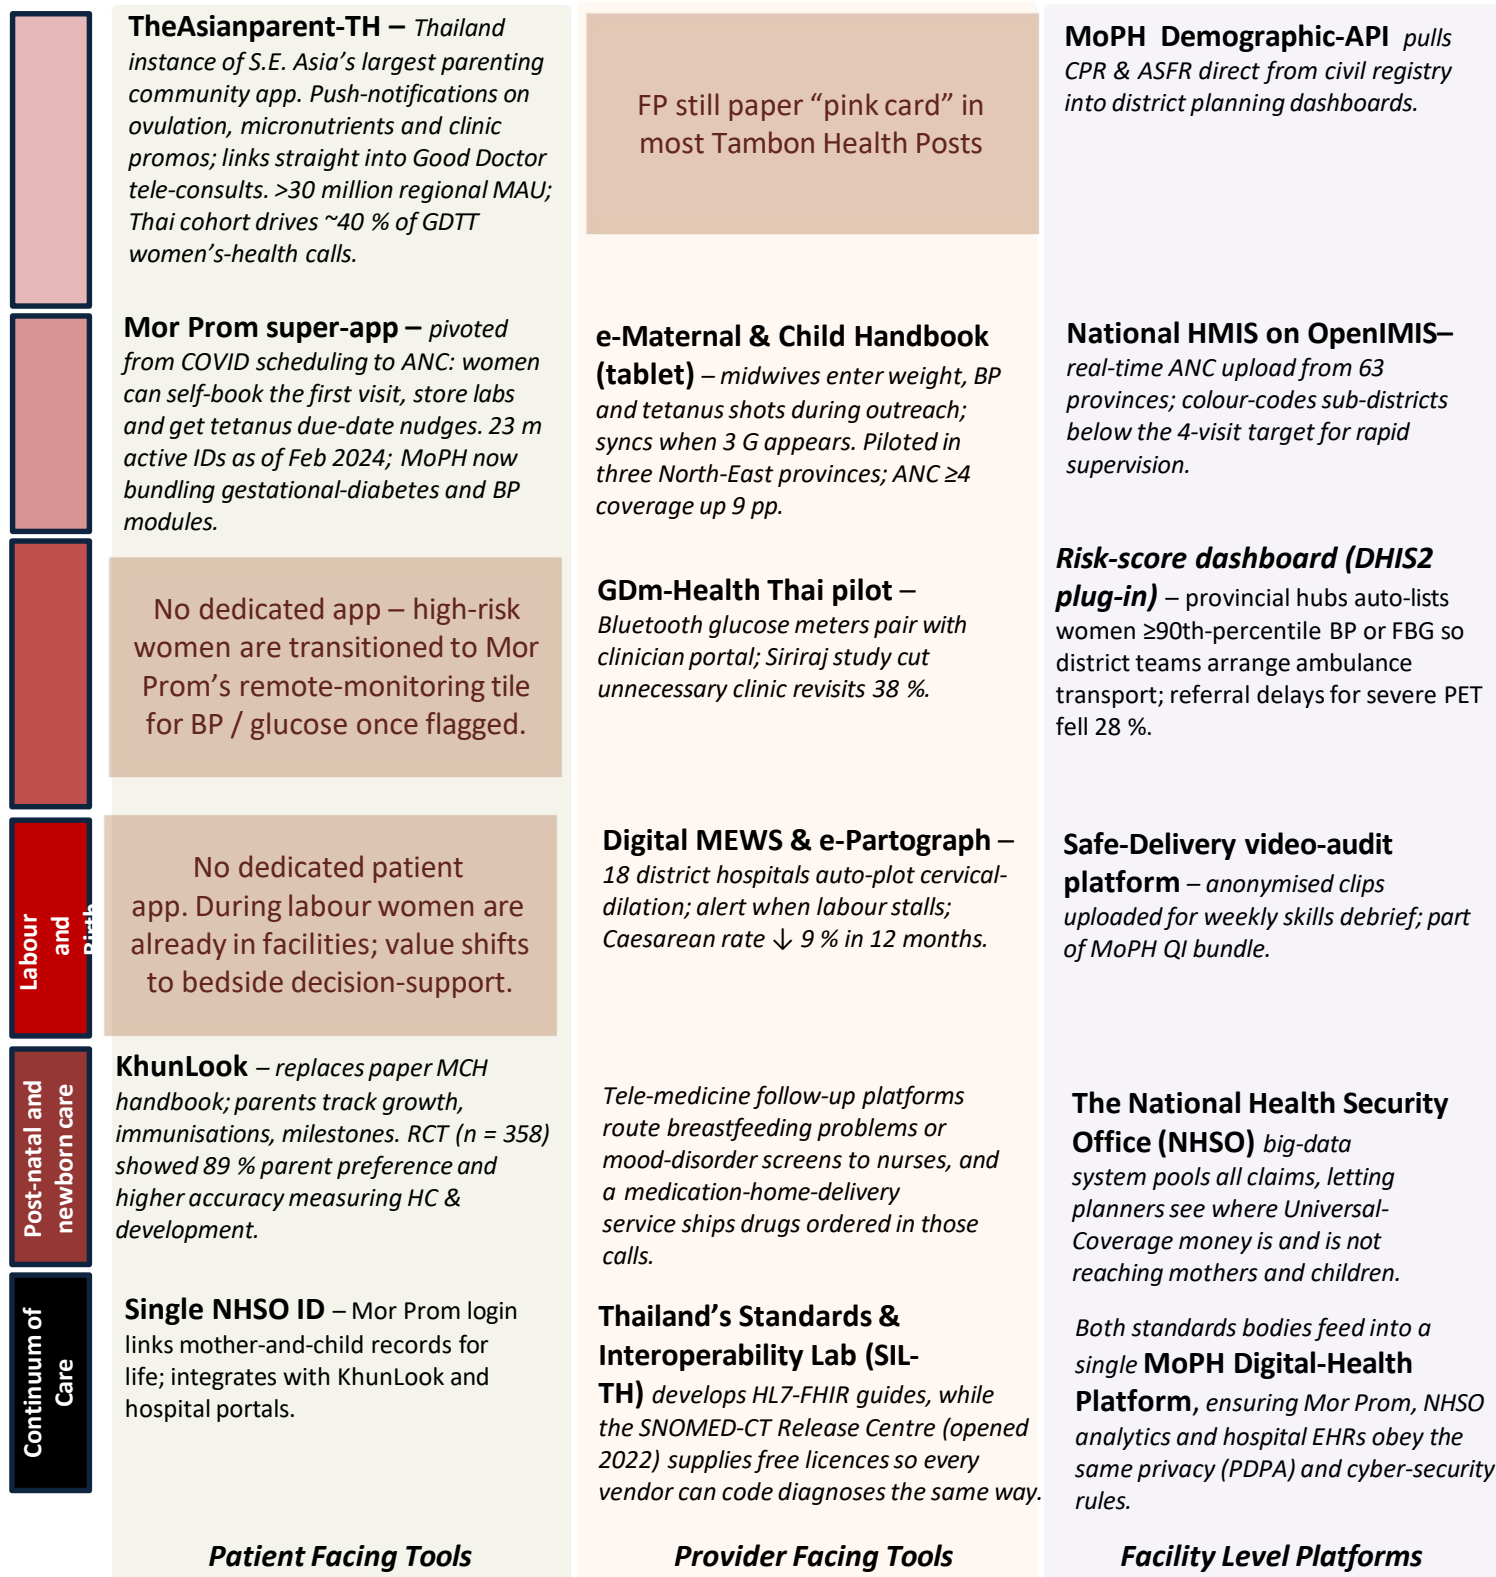 TheAsianparent-TH – Thailand
instance of S.E. Asia's largest parenting
community app. Push-notifications on
ovulation, micronutrients and clinic
promos; links straight into Good Doctor
tele-consults. >30 million regional MAU;
Thai cohort drives ~40 % of GDTT
women's-health calls.
FP still paper “pink card” in
most Tambon Health Posts
MoPH Demographic-API pulls
CPR & ASFR direct from civil registry
into district planning dashboards.
Mor Prom super-app – pivoted
from COVID scheduling to ANC: women
can self-book the first visit, store labs
and get tetanus due-date nudges. 23 m
active IDs as of Feb 2024; MoPH now
bundling gestational-diabetes and BP
modules.
e-Maternal & Child Handbook
(tablet) – midwives enter weight, BP
and tetanus shots during outreach;
syncs when 3 G appears. Piloted in
three North-East provinces; ANC ≥4
coverage up 9 pp.
National HMIS on OpenIMIS–
real-time ANC upload from 63
provinces; colour-codes sub-districts
below the 4-visit target for rapid
supervision.
No dedicated app – high-risk
women are transitioned to Mor
Prom's remote-monitoring tile
for BP / glucose once flagged.
GDm-Health Thai pilot –
Bluetooth glucose meters pair with
clinician portal; Siriraj study cut
unnecessary clinic revisits 38 %.
Risk-score dashboard (DHIS2
plug-in) – provincial hubs auto-lists
women ≥90th-percentile BP or FBG so
district teams arrange ambulance
transport; referral delays for severe PET
fell 28 %.
Labour
and
Birth
No dedicated patient
app. During labour women are
already in facilities; value shifts
to bedside decision-support.
Digital MEWS & e-Partograph –
18 district hospitals auto-plot cervical-
dilation; alert when labour stalls;
Caesarean rate ↓ 9 % in 12 months.
Safe-Delivery video-audit
platform – anonymised clips
uploaded for weekly skills debrief; part
of MoPH QI bundle.
Post-natal and
newborn care
KhunLook – replaces paper MCH
handbook; parents track growth,
immunisations, milestones. RCT (n = 358)
showed 89 % parent preference and
higher accuracy measuring HC &
development.
Tele-medicine follow-up platforms
route breastfeeding problems or
mood-disorder screens to nurses, and
a medication-home-delivery
service ships drugs ordered in those
calls.
The National Health Security
Office (NHSO) big-data
system pools all claims, letting
planners see where Universal-
Coverage money is and is not
reaching mothers and children.
Continuum of
Care
Single NHSO ID – Mor Prom login
links mother-and-child records for
life; integrates with KhunLook and
hospital portals.
Thailand's Standards &
Interoperability Lab (SIL-
TH) develops HL7-FHIR guides, while
the SNOMED-CT Release Centre (opened
2022) supplies free licences so every
vendor can code diagnoses the same way.
Both standards bodies feed into a
single MoPH Digital-Health
Platform, ensuring Mor Prom, NHSO
analytics and hospital EHRs obey the
same privacy (PDPA) and cyber-security
rules.
Patient Facing Tools
Provider Facing Tools
Facility Level Platforms